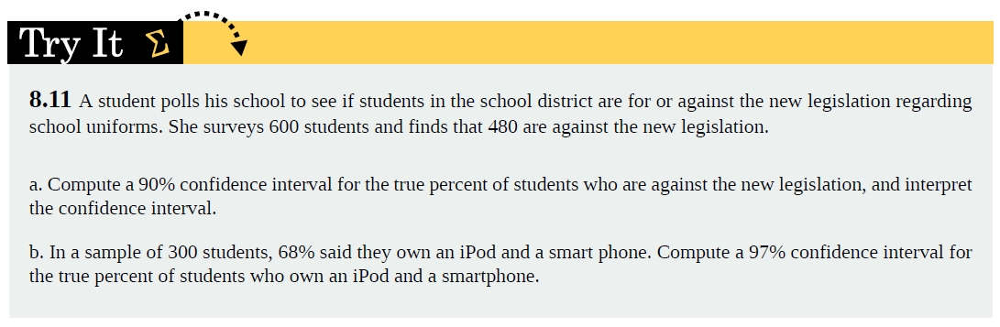 Try It Σ
8.11 A student polls his school to see if students in the school district are for or against the new legislation regarding
school uniforms. She surveys 600 students and finds that 480 are against the new legislation.
a. Compute a 90% confidence interval for the true percent of students who are against the new legislation, and interpret
the confidence interval.
b. In a sample of 300 students, 68% said they own an iPod and a smart phone. Compute a 97% confidence interval for
the true percent of students who own an iPod and a smartphone.